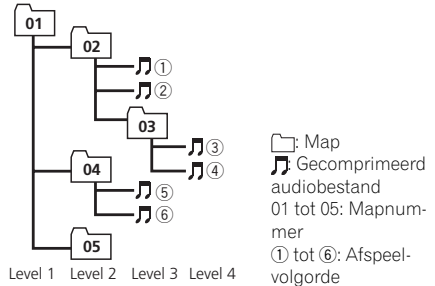 01
02
①
②
03
③
④
04
⑤
⑥
05
Level 1 Level 2 Level 3 Level 4
: Map
: Gecomprimeerd
audiobestand
01 tot 05: Mapnum-
mer
① tot ⑥: Afspeel-
volgorde